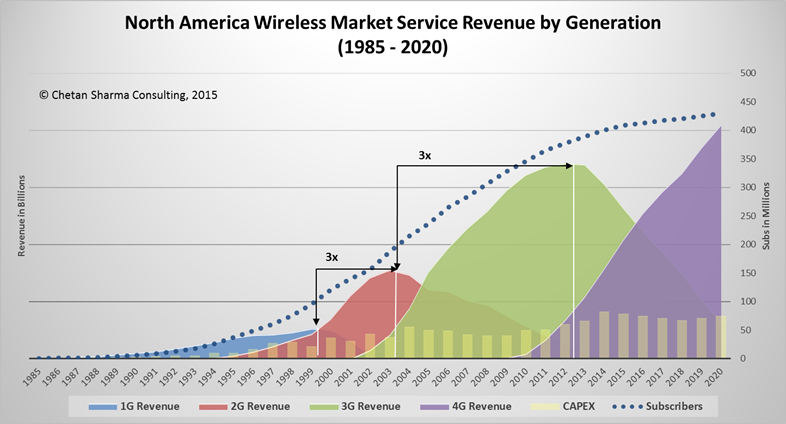 North America Wireless Market Service Revenue by Generation
(1985 - 2020)
© Chetan Sharma Consulting, 2015
Revenue in Billions
Subs in Millions
500
450
400
350
300
250
200
150
100
50
0
3x
3x
1985 1986 1987 1988 1989 1990 1991 1992 1993 1994 1995 1996 1997 1998 1999 2000 2001 2002 2003 2004 2005 2006 2007 2008 2009 2010 2011 2012 2013 2014 2015 2016 2017 2018 2019 2020
1G Revenue 2G Revenue 3G Revenue 4G Revenue CAPEX Subscribers